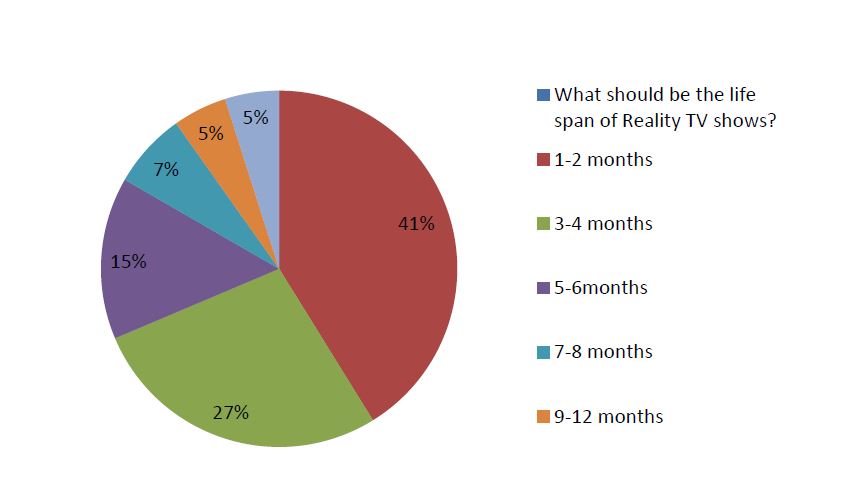 What should be the life
span of Reality TV shows?
1-2 months
3-4 months
5-6months
7-8 months
9-12 months
5%
5%
7%
41%
15%
27%